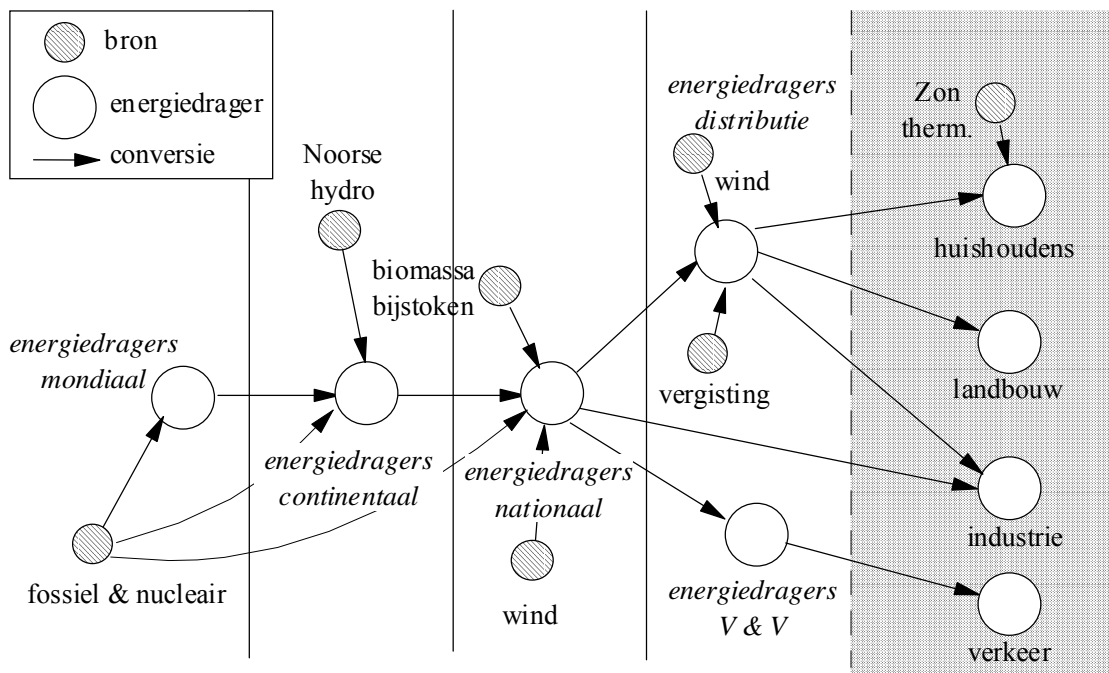 bron
energiedrager
conversie
energiedragers
mondiaal
fossiel & nucleair
Noorse
hydro
energiedragers
continentaal
biomassa
bijstoken
energiedragers
nationaal
wind
energiedragers
distributie
wind
vergisting
energiedragers
V & V
Zon
therm.
huishoudens
landbouw
industrie
verkeer